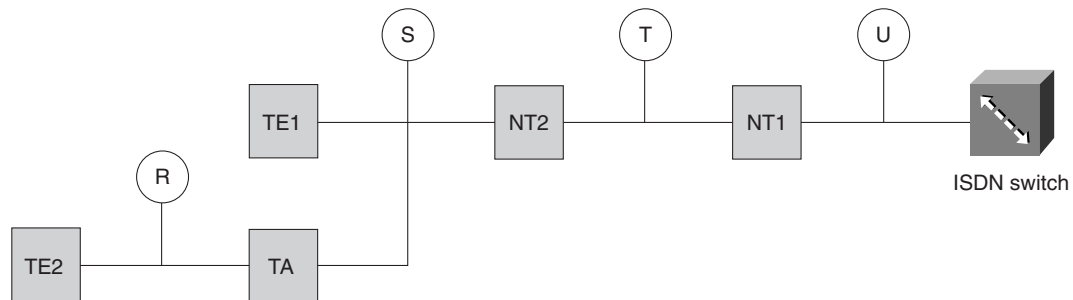 S
T
U
TE1
NT2
NT1
ISDN switch
R
TE2
TA